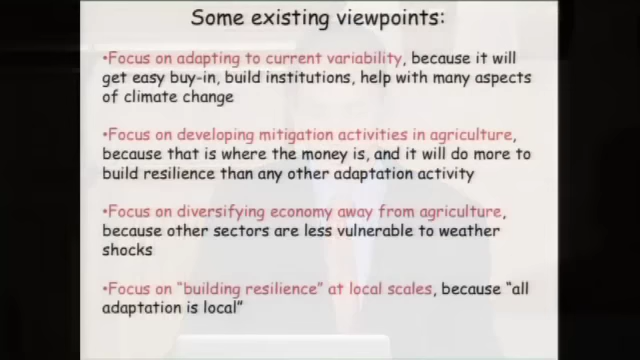 Some existing viewpoints:
•Focus on adapting to current variability, because it will
get easy buy-in, build institutions, help with many aspects
of climate change
•Focus on developing mitigation activities in agriculture,
because that is where the money is, and it will do more to
build resilience than any other adaptation activity
•Focus on diversifying economy away from agriculture,
because other sectors are less vulnerable to weather
shocks
•Focus on “building resilience” at local scales, because “all
adaptation is local”